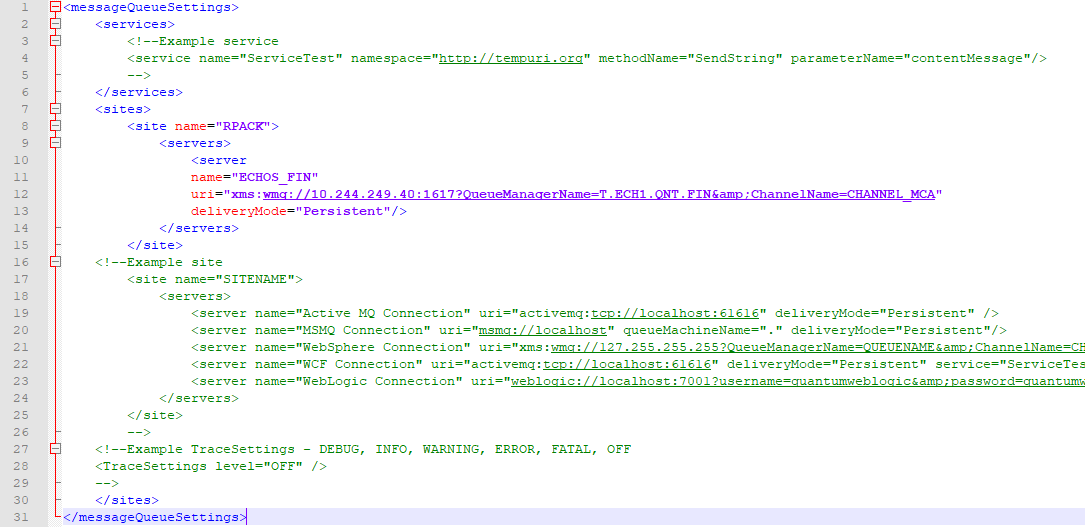 1 <messageQueueSettings>
2 <services>
3 <!--Example service
4 <service name="ServiceTest" namespace="http://tempuri.org" methodName="SendString" parameterName="contentMessage"/>
5 -->
6 </services>
7 <sites>
8 <site name="RPACK">
9 <servers>
10 <server
11 name="ECHOS_FIN"
12 uri="xms:wmq://10.244.249.40:1617?QueueManagerName=T.ECH1.QNT.FIN&amp;ChannelName=CHANNEL_MCA"
13 deliveryMode="Persistent"/>
14 </servers>
15 </site>
16 <!--Example site
17 <site name="SITENAME">
18 <servers>
19 <server name="Active MQ Connection" uri="activemq:tcp://localhost:61616" deliveryMode="Persistent" />
20 <server name="MSMQ Connection" uri="msmq://localhost" queueMachineName="." deliveryMode="Persistent"/>
21 <server name="WebSphere Connection" uri="xms:wmq://127.255.255.255?QueueManagerName=QUEUENAME&amp;ChannelName=CH
22 <server name="WCF Connection" uri="activemq:tcp://localhost:61616" deliveryMode="Persistent" service="ServiceTes
23 <server name="WebLogic Connection" uri="weblogic://localhost:7001?username=quantumweblogic&amp;password=quantumw
24 </servers>
25 </site>
26 -->
27 <!--Example TraceSettings - DEBUG, INFO, WARNING, ERROR, FATAL, OFF
28 <TraceSettings level="OFF" />
29 -->
30 </sites>
31 </messageQueueSettings>